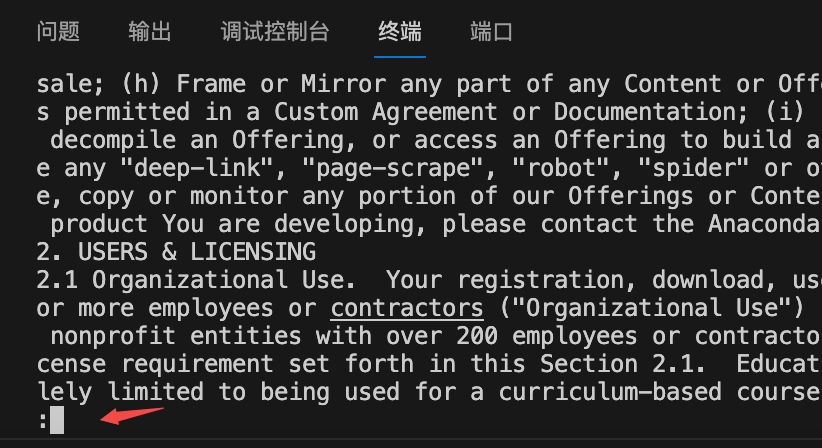 问题 输出 调试控制台 终端 端口
sale; (h) Frame or Mirror any part of any Content or Offe
s permitted in a Custom Agreement or Documentation; (i)
decompile an Offering, or access an Offering to build a
e any "deep-link", "page-scrape", "robot", "spider" or o
e, copy or monitor any portion of our Offerings or Conte
product You are developing, please contact the Anaconda
2. USERS & LICENSING
2.1 Organizational Use.  Your registration, download, us
or more employees or contractors ("Organizational Use")
nonprofit entities with over 200 employees or contracto
cense requirement set forth in this Section 2.1.  Educat
lely limited to being used for a curriculum-based course
: